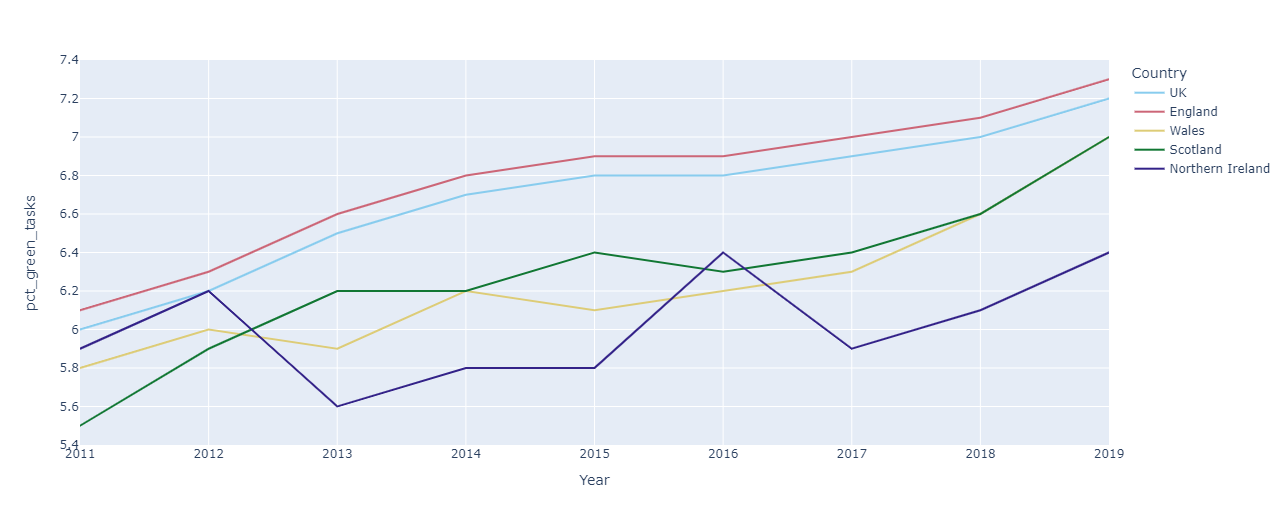 7.4
7.2
7
6.8
6.6
6.4
6.2
6
5.8
5.6
5.4
pct_green_tasks
2011 2012 2013 2014 2015 2016 2017 2018 2019
Year
Country
UK
England
Wales
Scotland
Northern Ireland